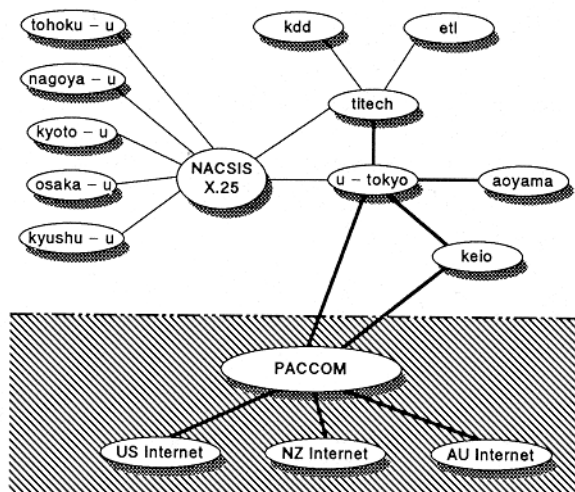 tohoku – u
kdd
etl
nagoya – u
titech
kyoto – u
NACSIS
X.25
u – tokyo
aoyama
osaka – u
kyushu – u
keio
PACCOM
US Internet
NZ Internet
AU Internet